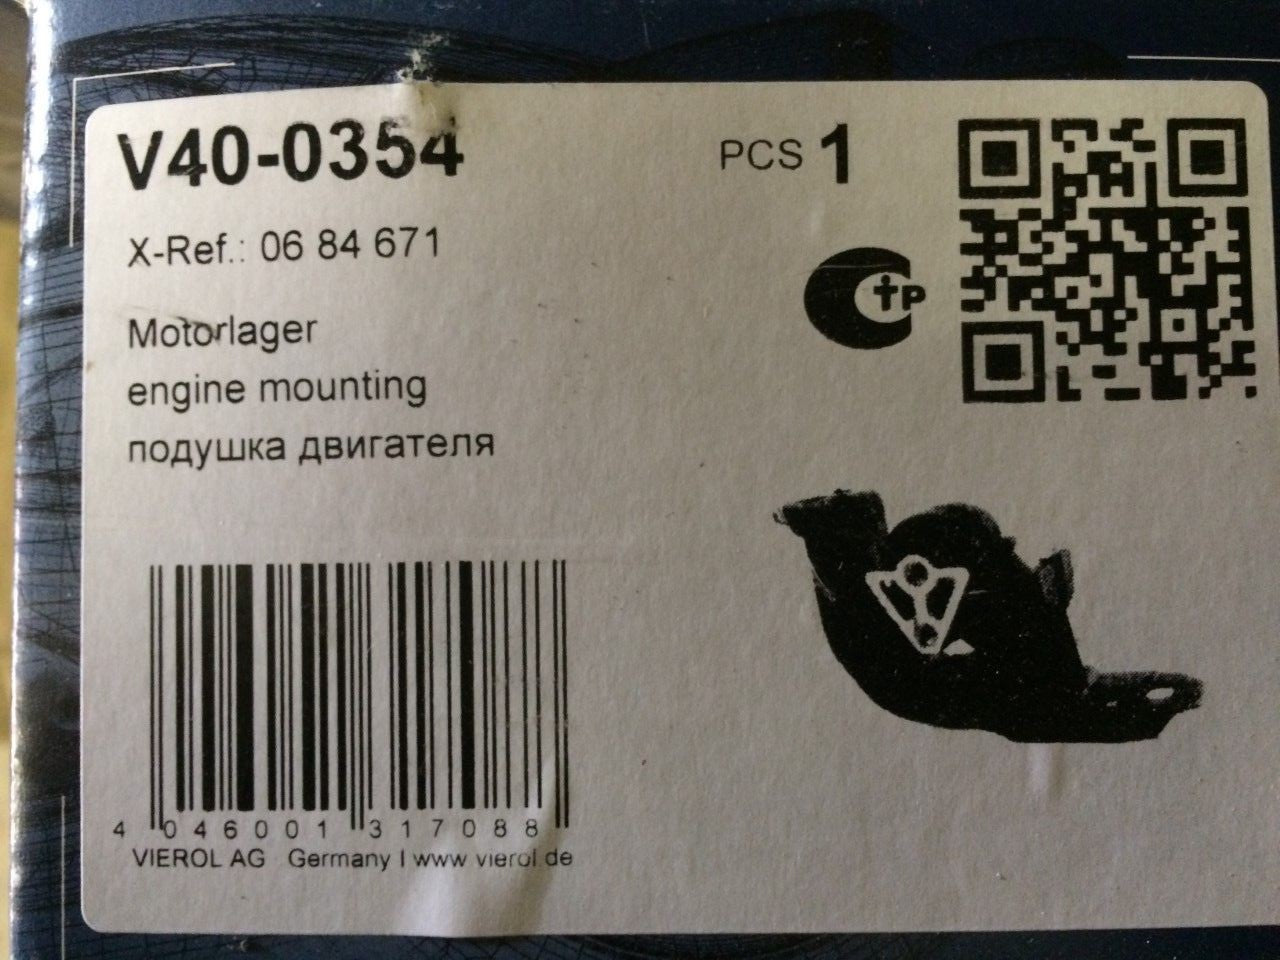 V40-0354
PCS 1
X-Ref.: 06 84 671
Motorlager
engine mounting
подушка двигателя
4 046001 317088
VIEROL AG Germany | www vierol.de